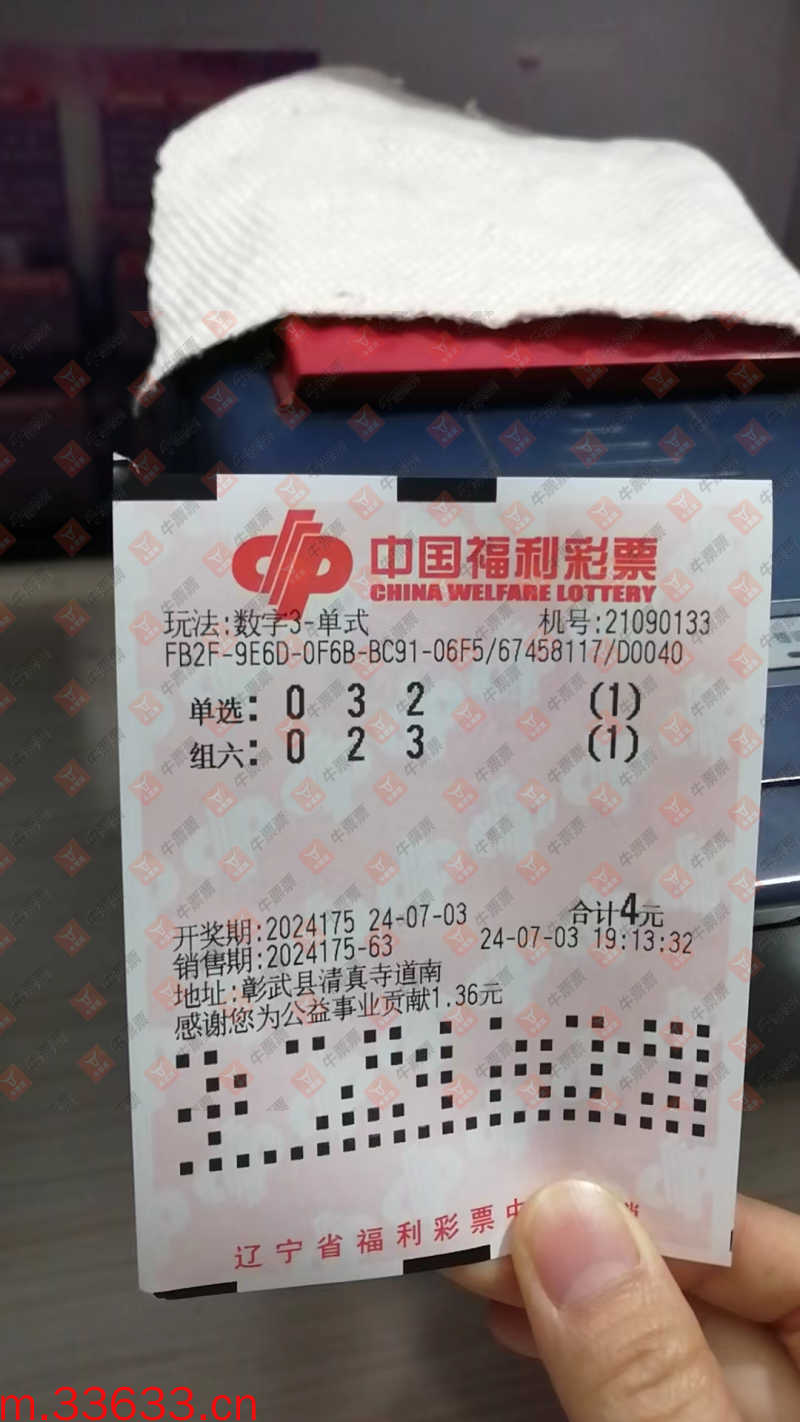 中国福利彩票
CHINA WELFARE LOTTERY
玩法:数字3-单式 机号:21090133
FB2F-9E6D-0F6B-BC91-06F5/67458117/D0040
单选: 0 3 2 (1)
组六: 0 2 3 (1)
开奖期:2024175 24-07-03 合计4元
销售期:2024175-63 24-07-03 19:13:32
地址:彰武县清真寺道南
感谢您为公益事业贡献1.36元
辽宁省福利彩票中
牛票票
m.33633.cn